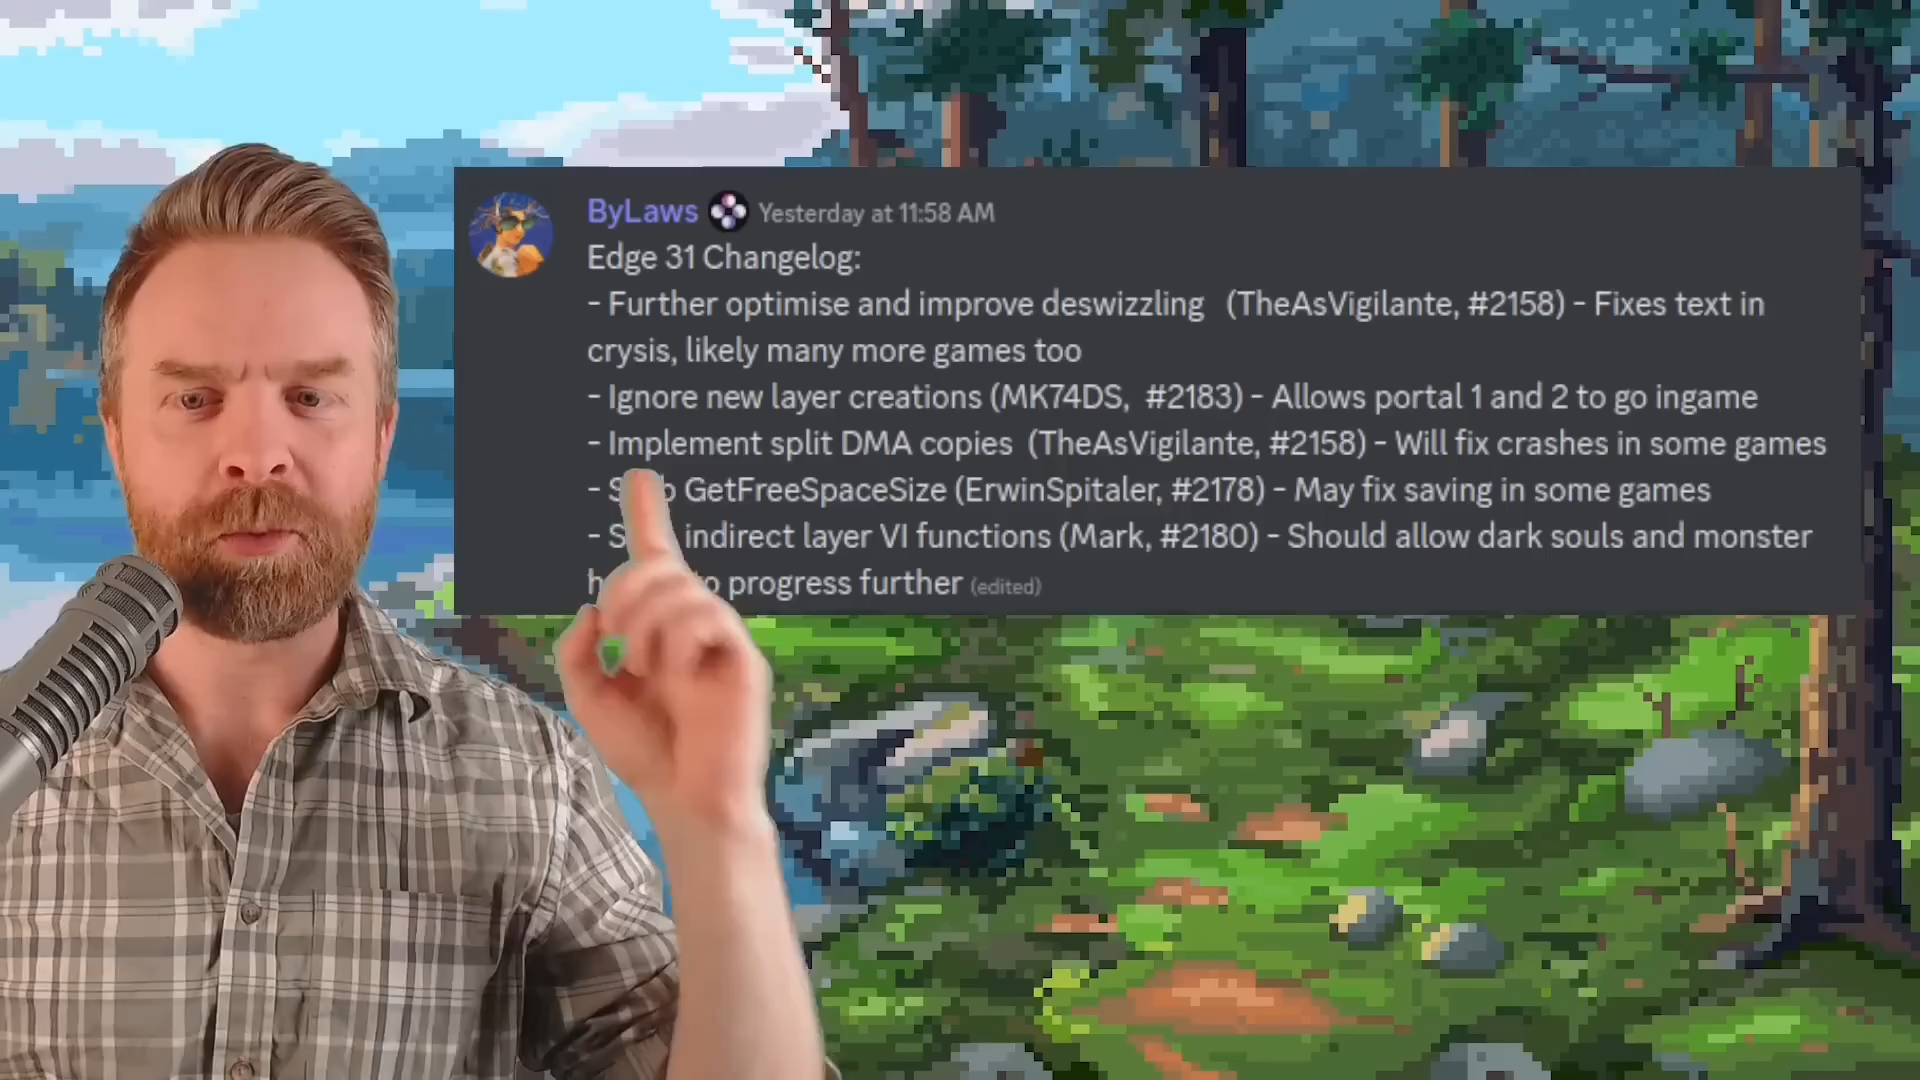 ByLaws Yesterday at 11:58 AM
Edge 31 Changelog:
- Further optimise and improve deswizzling (TheAsVigilante, #2158) - Fixes text in
crysis, likely many more games too
- Ignore new layer creations (MK74DS, #2183) - Allows portal 1 and 2 to go ingame
- Implement split DMA copies (TheAsVigilante, #2158) - Will fix crashes in some games
- GetFreeSpaceSize (ErwinSpitaler, #2178) - May fix saving in some games
- indirect layer VI functions (Mark, #2180) - Should allow dark souls and monster
progress further (edited)